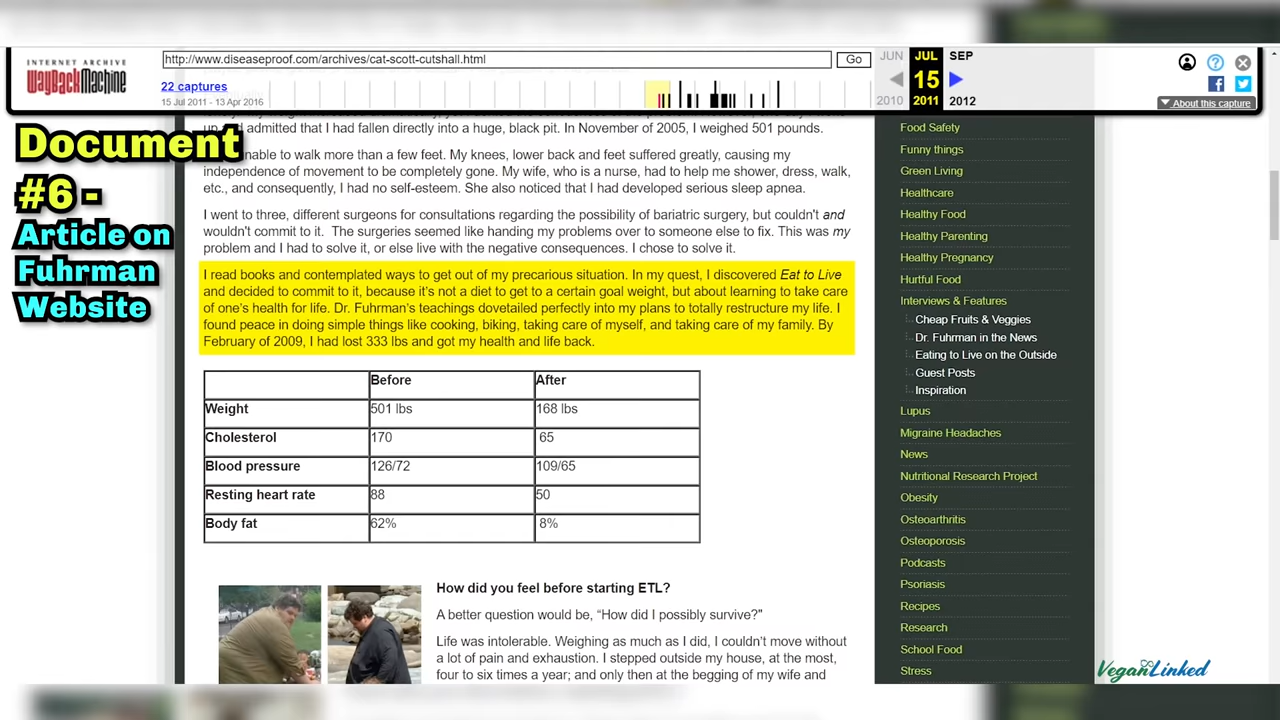 INTERNET ARCHIVE
WayBackMachine
http://www.diseaseproof.com/archives/cat-scott-cutshall.html
Go
JUN
JUL
SEP
15
2010
2011
2012
22 captures
15 Jul 2011 - 13 Apr 2016
About this capture
Document
#6 -
Article on
Fuhrman
Website
admitted that I had fallen directly into a huge, black pit. In November of 2005, I weighed 501 pounds.
to walk more than a few feet. My knees, lower back and feet suffered greatly, causing my
independence of movement to be completely gone. My wife, who is a nurse, had to help me shower, dress, walk,
etc., and consequently, I had no self-esteem. She also noticed that I had developed serious sleep apnea.
I went to three, different surgeons for consultations regarding the possibility of bariatric surgery, but couldn't and
wouldn't commit to it. The surgeries seemed like handing my problems over to someone else to fix. This was my
problem and I had to solve it, or else live with the negative consequences. I chose to solve it.
I read books and contemplated ways to get out of my precarious situation. In my quest, I discovered Eat to Live
and decided to commit to it, because it's not a diet to get to a certain goal weight, but about learning to take care
of one's health for life. Dr. Fuhrman's teachings dovetailed perfectly into my plans to totally restructure my life. I
found peace in doing simple things like cooking, biking, taking care of myself, and taking care of my family. By
February of 2009, I had lost 333 lbs and got my health and life back.
Before After
Weight 501 lbs 168 lbs
Cholesterol 170 65
Blood pressure 126/72 109/65
Resting heart rate 88 50
Body fat 62% 8%
How did you feel before starting ETL?
A better question would be, “How did I possibly survive?”
Life was intolerable. Weighing as much as I did, I couldn't move without
a lot of pain and exhaustion. I stepped outside my house, at the most,
four to six times a year; and only then at the begging of my wife and
Food Safety
Funny things
Green Living
Healthcare
Healthy Food
Healthy Parenting
Healthy Pregnancy
Hurtful Food
Interviews & Features
Cheap Fruits & Veggies
Dr. Fuhrman in the News
Eating to Live on the Outside
Guest Posts
Inspiration
Lupus
Migraine Headaches
News
Nutritional Research Project
Obesity
Osteoarthritis
Osteoporosis
Podcasts
Psoriasis
Recipes
Research
School Food
Stress
VeganLinked